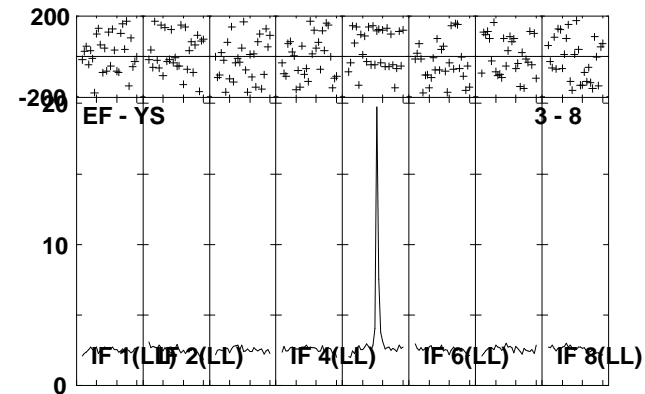 200
-200
20
EF - YS 3 - 8
10
IF 1(LL) IF 2(LL) IF 4(LL) IF 6(LL) IF 8(LL)
0